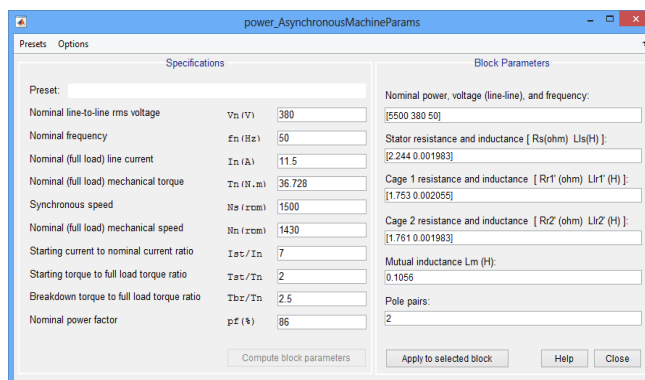 power_AsynchronousMachineParams
Presets Options
Specifications
Preset:
Nominal line-to-line rms voltage Vn(V) 380
Nominal frequency fn(Hz) 50
Nominal (full load) line current In(A) 11.5
Nominal (full load) mechanical torque Tn(N.m) 36.728
Synchronous speed Ns(rpm) 1500
Nominal (full load) mechanical speed Nn(rpm) 1430
Starting current to nominal current ratio Ist/In 7
Starting torque to full load torque ratio Tst/Tn 2
Breakdown torque to full load torque ratio Tbr/Tn 2.5
Nominal power factor pf(%) 86
Compute block parameters
Block Parameters
Nominal power, voltage (line-line), and frequency:
[5500 380 50]
Stator resistance and inductance [ Rs(ohm) Lls(H) ]:
[2.244 0.001983]
Cage 1 resistance and inductance [ Rr1' (ohm) Llr1' (H) ]:
[1.753 0.002055]
Cage 2 resistance and inductance [ Rr2' (ohm) Llr2' (H) ]:
[1.761 0.001983]
Mutual inductance Lm (H):
0.1056
Pole pairs:
2
Apply to selected block Help Close